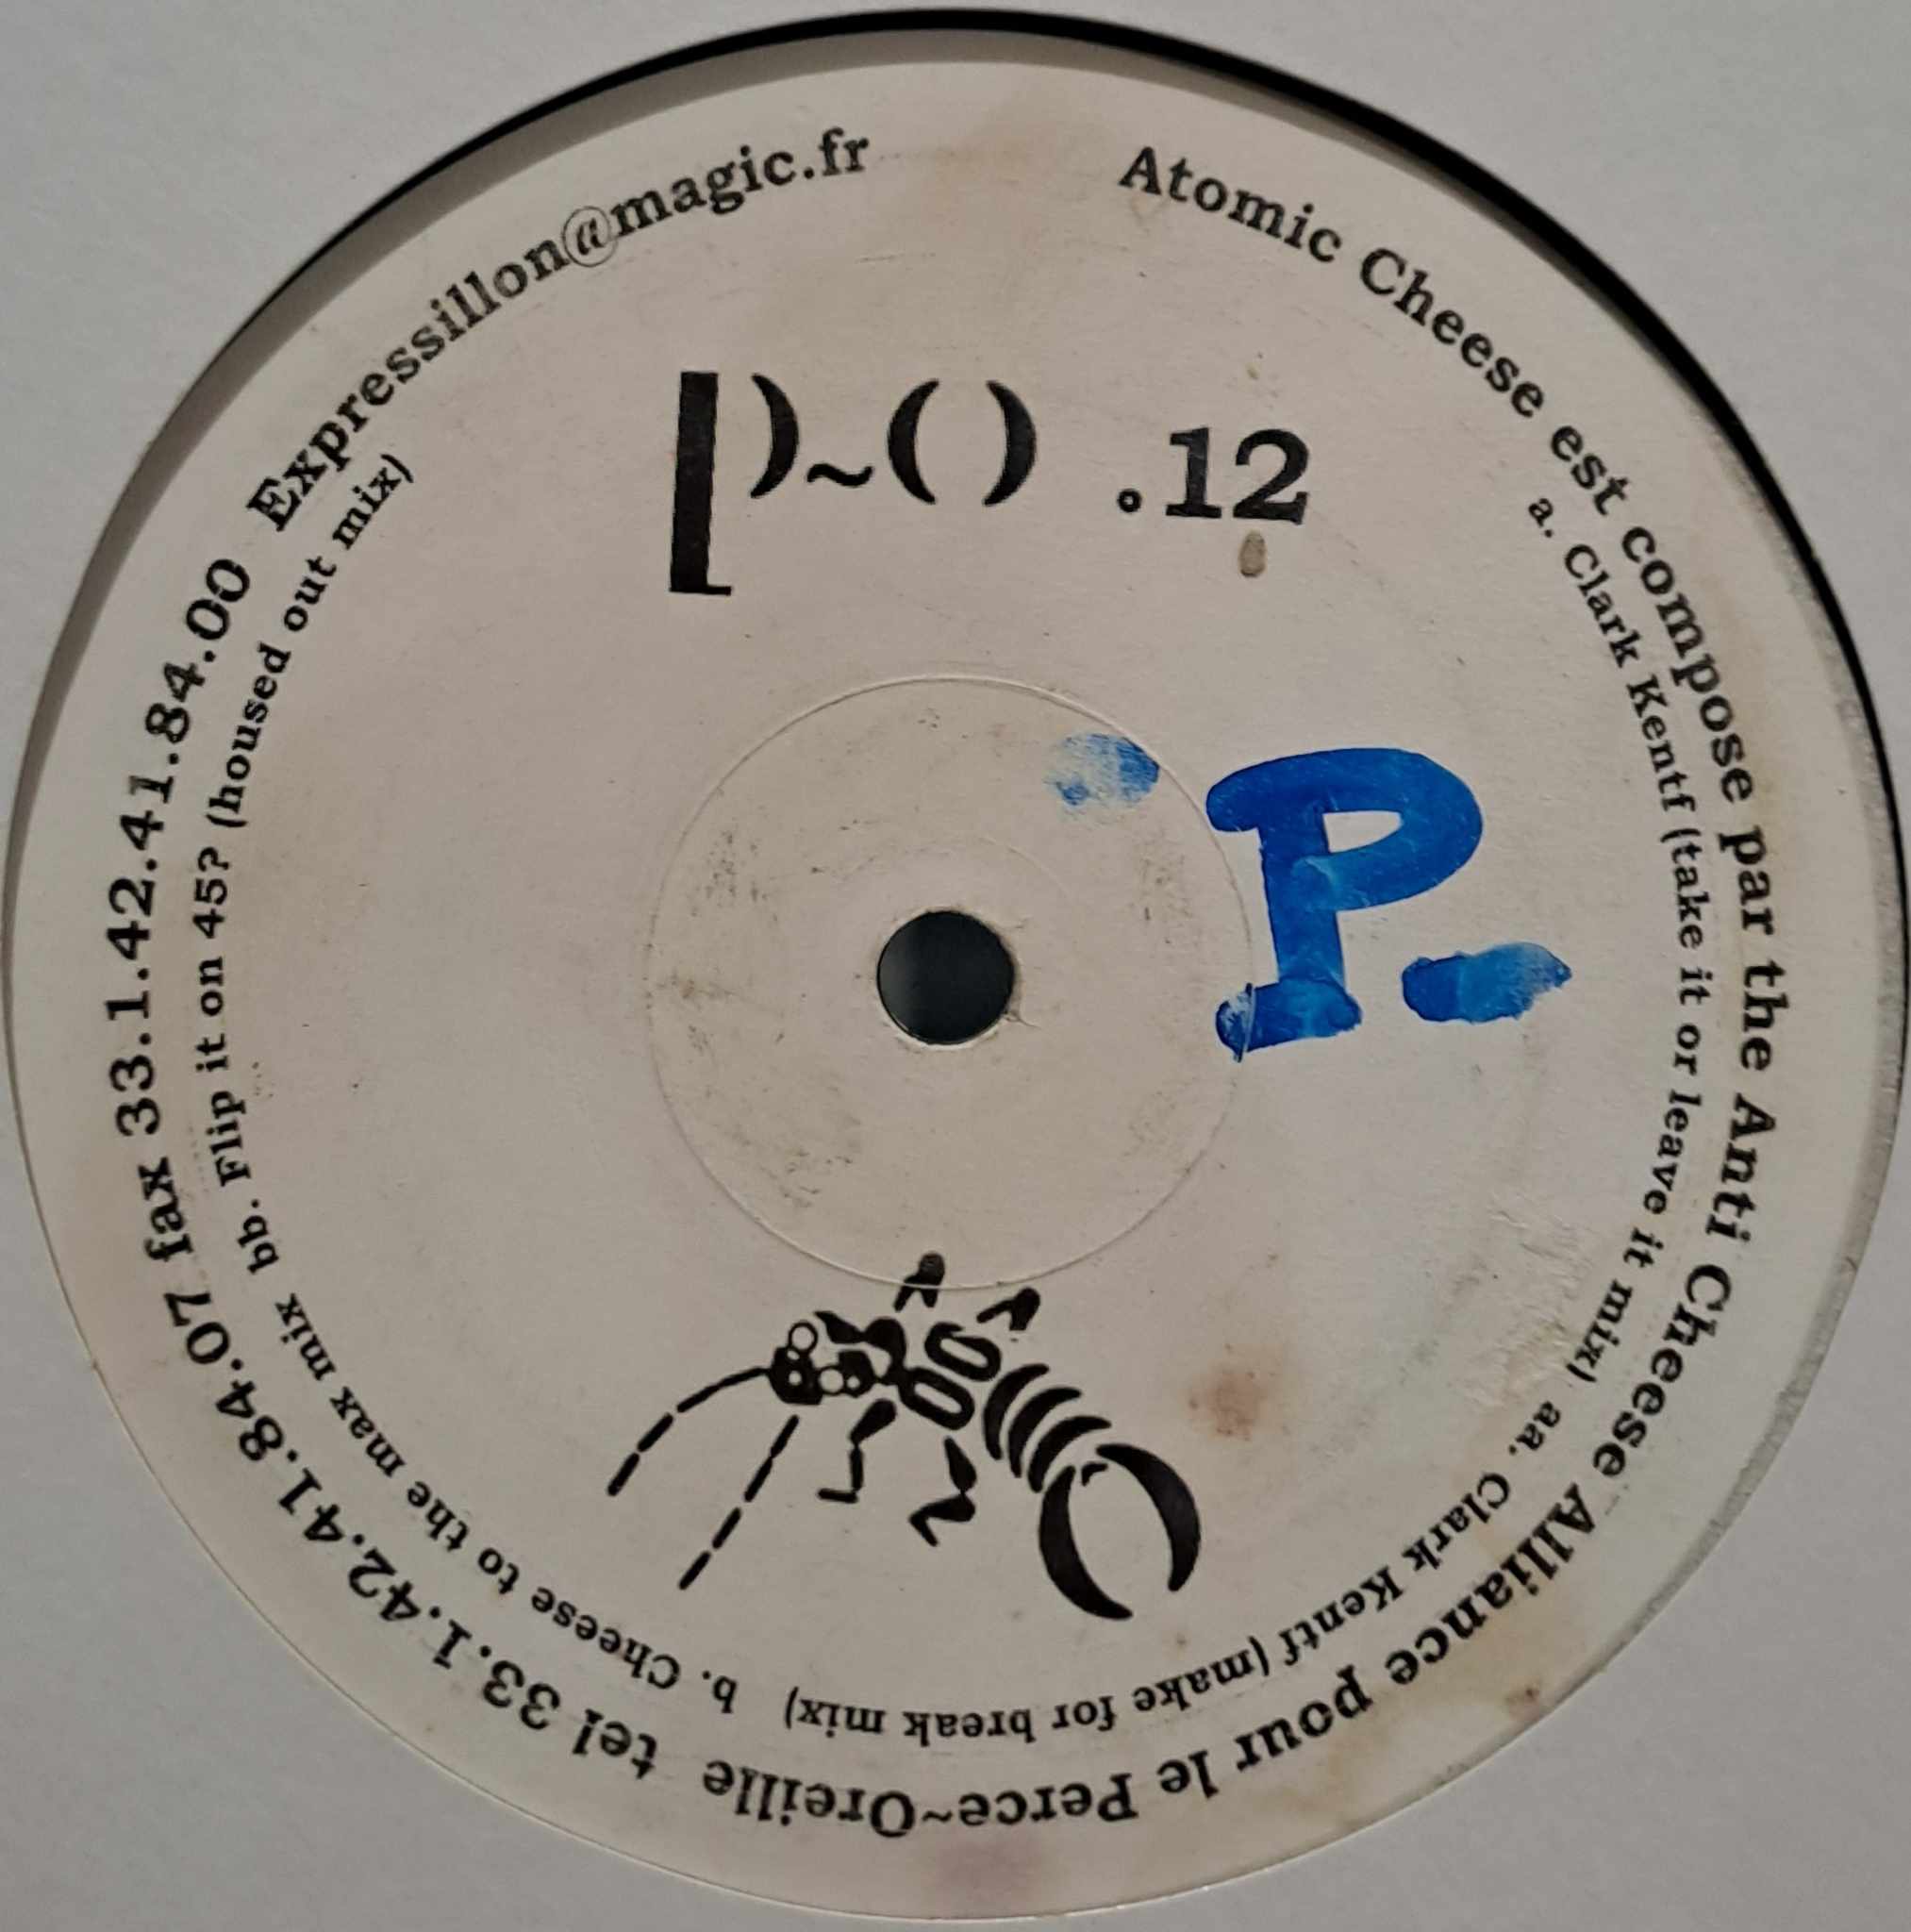 Atomic Cheese est compose par the Anti Cheese Alliance pour le Perce~Oreille tel 33.1.42.41.84.07 fax 33.1.42.41.84.00 Expressillon@magic.fr
a. Clark Kentf (take it or leave it mix) aa. Clark Kentf (make for break mix) b. Cheese to the max mix bb. Flip it on 45? (housed out mix)
P~O .12
P.